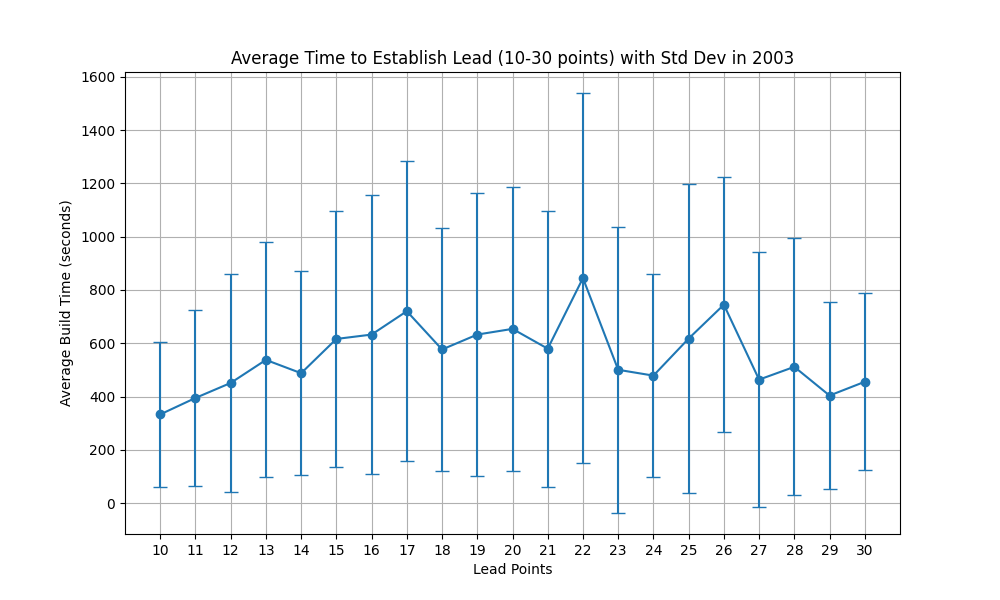 Average Time to Establish Lead (10-30 points) with Std Dev in 2003
1600
1400
1200
1000
800
600
400
200
0
Average Build Time (seconds)
10 11 12 13 14 15 16 17 18 19 20 21 22 23 24 25 26 27 28 29 30
Lead Points